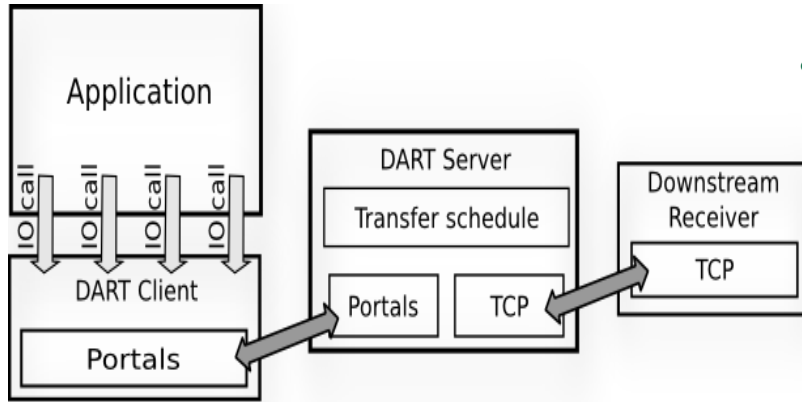 Application
IO call
IO call
IO call
IO call
DART Client
Portals
DART Server
Transfer schedule
Portals
TCP
Downstream
Receiver
TCP